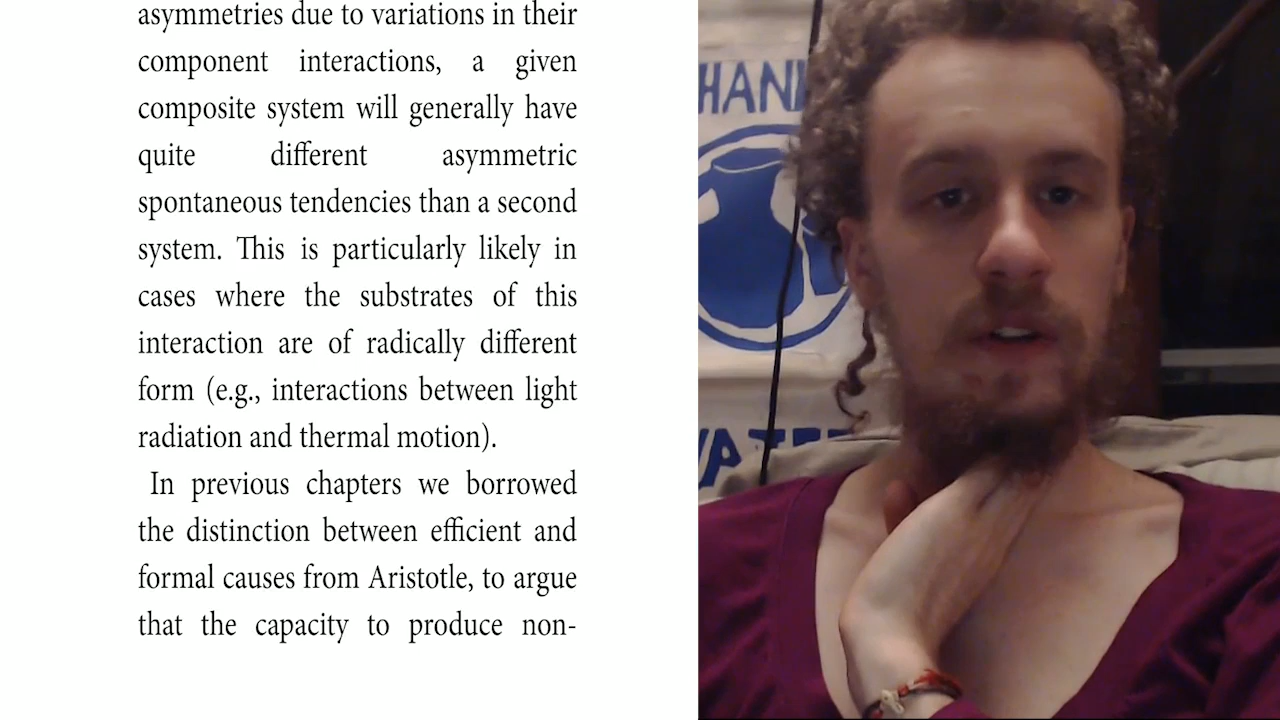 asymmetries due to variations in their
component interactions, a given
composite system will generally have
quite different asymmetric
spontaneous tendencies than a second
system. This is particularly likely in
cases where the substrates of this
interaction are of radically different
form (e.g., interactions between light
radiation and thermal motion).
In previous chapters we borrowed
the distinction between efficient and
formal causes from Aristotle, to argue
that the capacity to produce non-